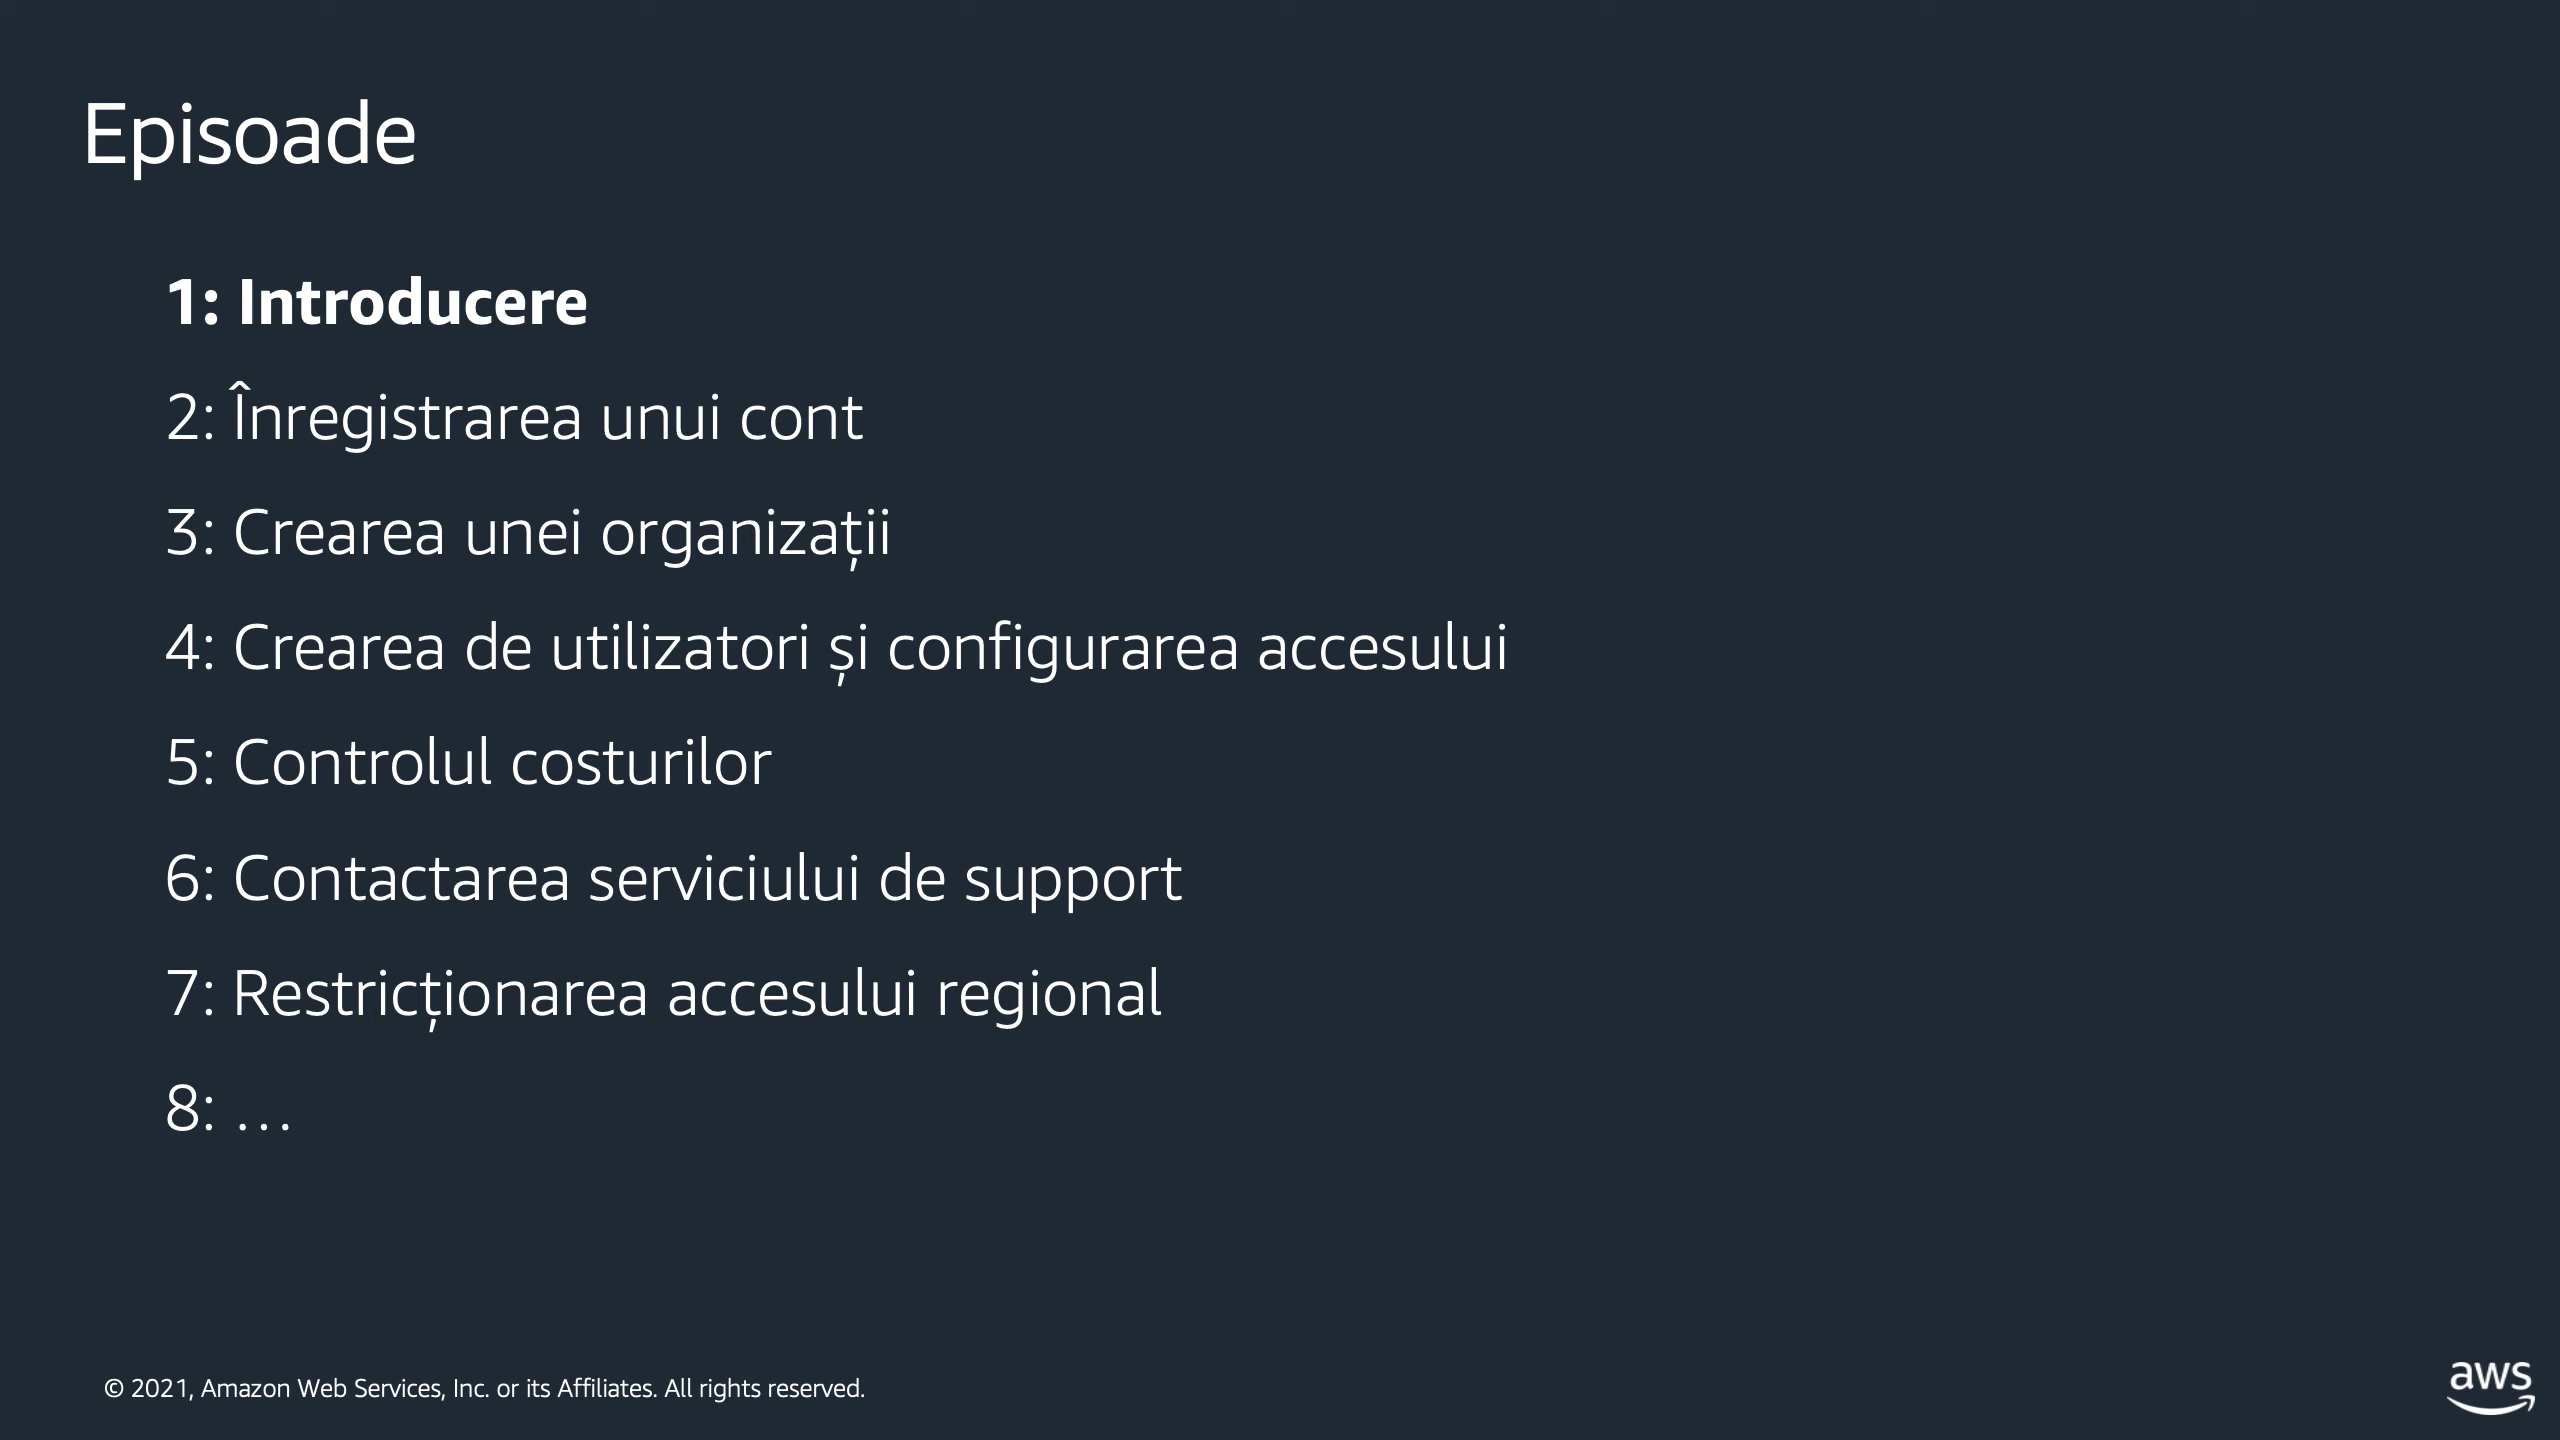 Episoade
1: Introducere
2: Înregistrarea unui cont
3: Crearea unei organizații
4: Crearea de utilizatori și configurarea accesului
5: Controlul costurilor
6: Contactarea serviciului de support
7: Restricționarea accesului regional
8: …
© 2021, Amazon Web Services, Inc. or its Affiliates. All rights reserved.
aws